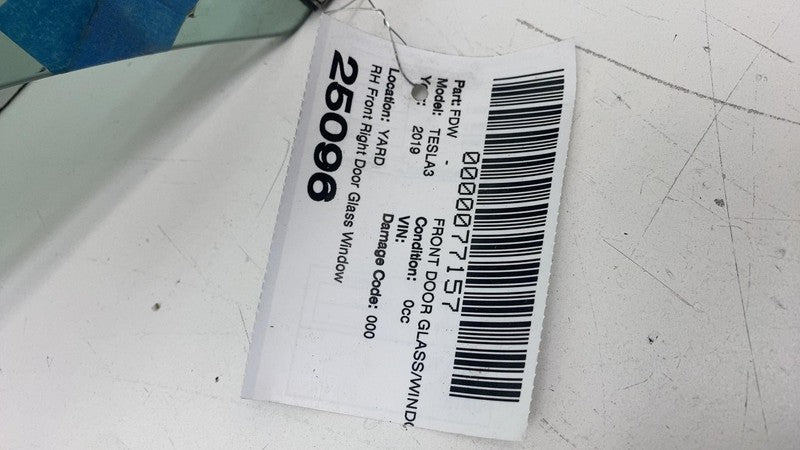 0000077157
Part: FDW - FRONT DOOR GLASS/WINDO
Model: TESLA3 Condition: 0cc
2019 VIN:
Location: YARD Damage Code: 000
RH Front Right Door Glass Window
25096